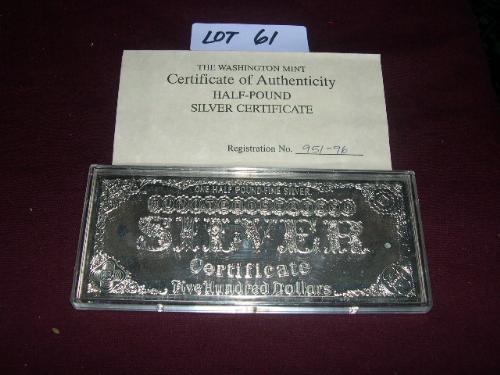 LOT 61
THE WASHINGTON MINT
Certificate of Authenticity
HALF-POUND
SILVER CERTIFICATE
Registration No. 951-96
ONE HALF POUND FINE SILVER
SILVER
Certificate
Five Hundred Dollars